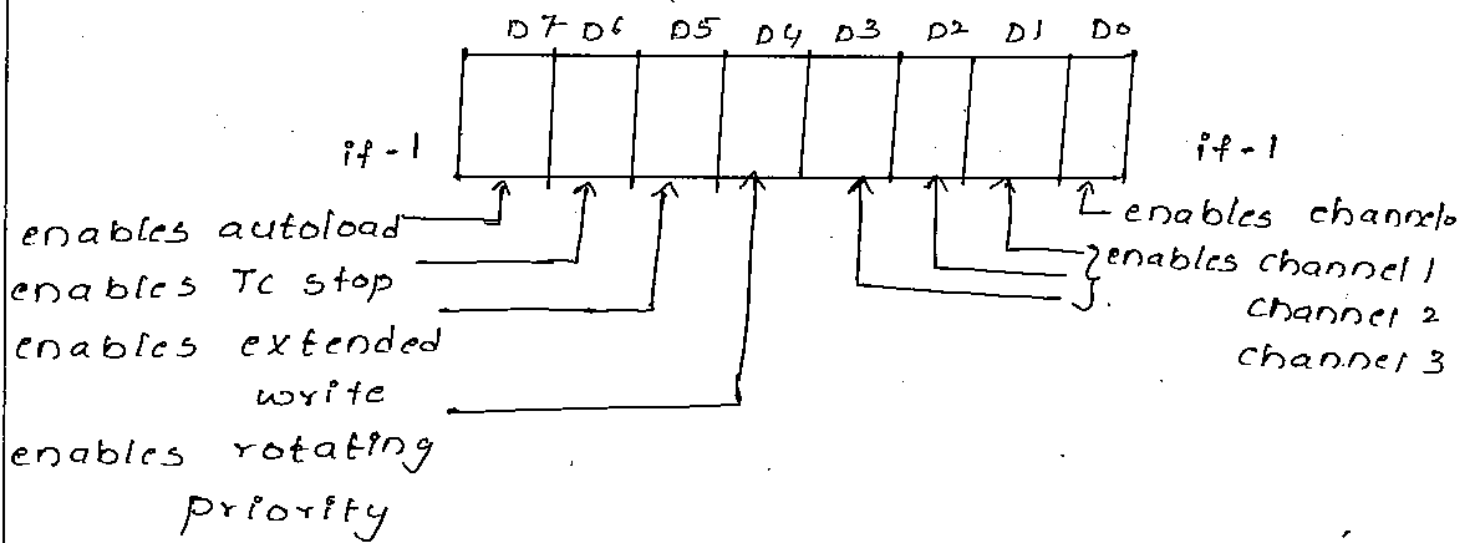 D7 D6 D5 D4 D3 D2 D1 D0
if-1 if-1
enables autoload enables channelo
enables TC stop enables channel 1
enables extended channel 2
write channel 3
enables rotating
priority